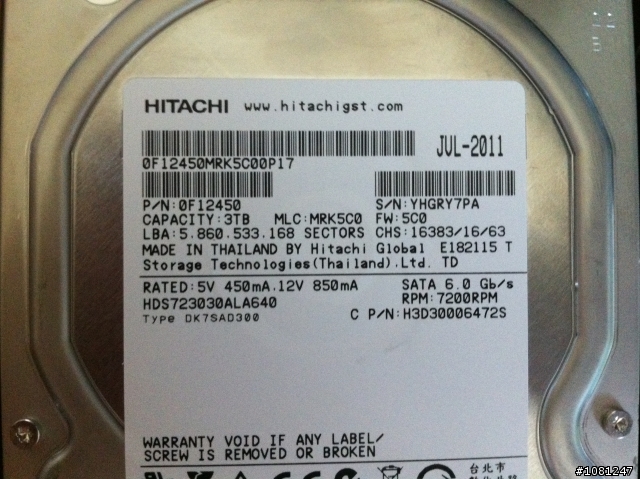 HITACHI www.hitachigst.com
JUL-2011
0F12450MRK5C00P17
P/N:0F12450 S/N:YHGRY7PA
CAPACITY:3TB MLC:MRK5C0 FW:5C0
LBA:5.860.533.168 SECTORS CHS:16383/16/63
MADE IN THAILAND BY Hitachi Global E182115 T
Storage Technologies(Thailand).Ltd. TD
RATED:5V 450mA.12V 850mA SATA 6.0 Gb/s
HDS723030ALA640 RPM:7200RPM
Type DK7SAD300 C P/N:H3D30006472S
WARRANTY VOID IF ANY LABEL/
SCREW IS REMOVED OR BROKEN
台北市
#1081247